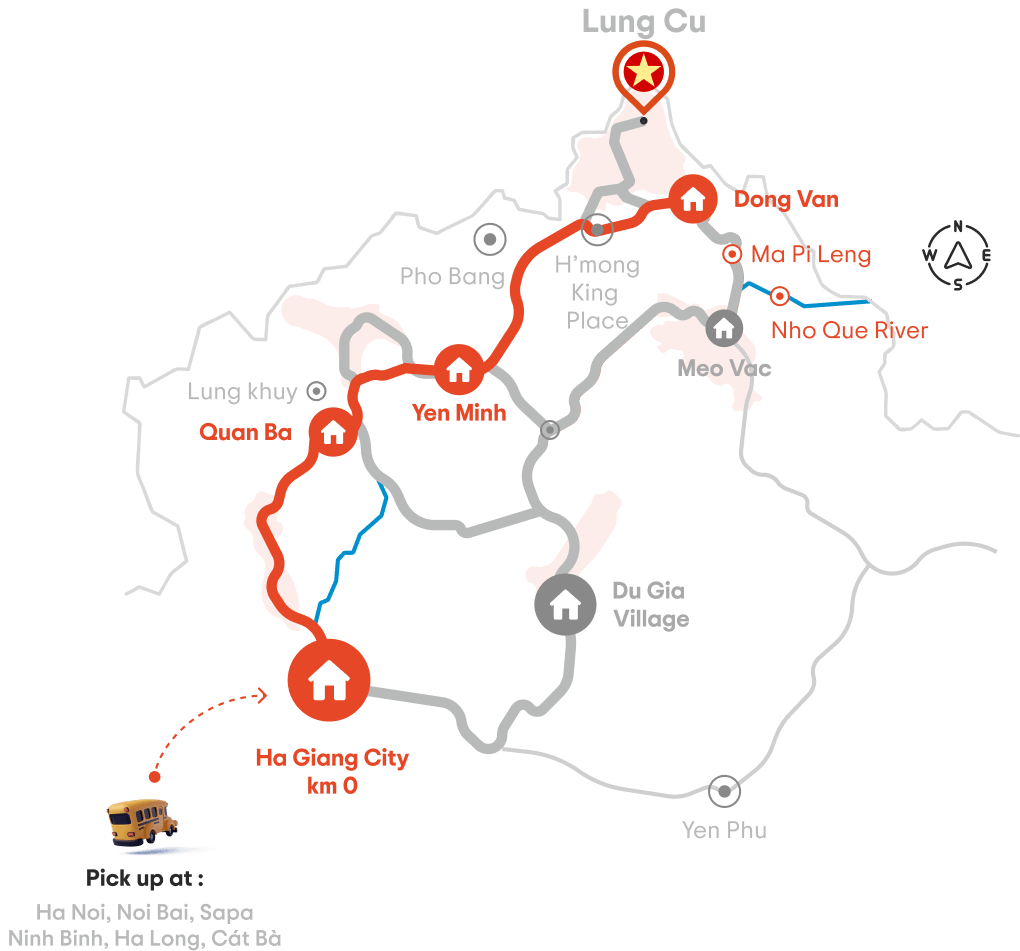 Lung Cu
Dong Van
N
W
E
S
Ma Pi Leng
Pho Bang
H'mong
King
Place
Nho Que River
Meo Vac
Lung khuy
Yen Minh
Quan Ba
Du Gia
Village
Ha Giang City
km 0
Yen Phu
Pick up at :
Ha Noi, Noi Bai, Sapa
Ninh Binh, Ha Long, Cát Bà